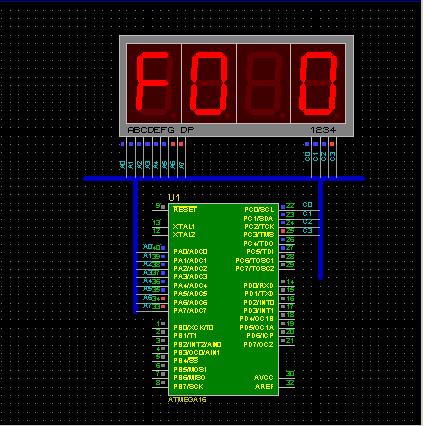 F0 0
ABCDEFG DP
1234
A0 A1 A2 A3 A4 A5 A6 A7
C0 C1 C2 C3
U1
9 RESET
13 XTAL1
12 XTAL2
A0 40 PA0/ADC0
A1 39 PA1/ADC1
A2 38 PA2/ADC2
A3 37 PA3/ADC3
A4 36 PA4/ADC4
A5 35 PA5/ADC5
A6 34 PA6/ADC6
A7 33 PA7/ADC7
1 PB0/XCK/T0
2 PB1/T1
3 PB2/INT2/AIN0
4 PB3/OC0/AIN1
5 PB4/SS
6 PB5/MOSI
7 PB6/MISO
8 PB7/SCK
PC0/SCL 22 C0
PC1/SDA 23 C1
PC2/TCK 24 C2
PC3/TMS 25 C3
PC4/TDO 26
PC5/TDI 27
PC6/TOSC1 28
PC7/TOSC2 29
PD0/RXD 14
PD1/TXD 15
PD2/INT0 16
PD3/INT1 17
PD4/OC1B 18
PD5/OC1A 19
PD6/ICP 20
PD7/OC2 21
AVCC 30
AREF 32
ATMEGA16